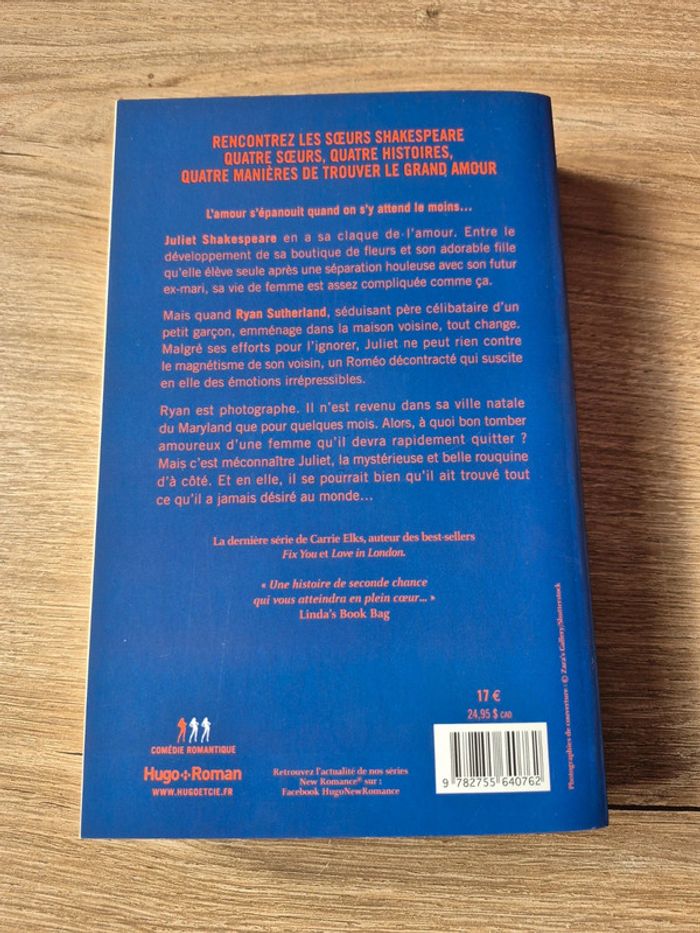 RENCONTREZ LES SŒURS SHAKESPEARE
QUATRE SŒURS, QUATRE HISTOIRES,
QUATRE MANIÈRES DE TROUVER LE GRAND AMOUR
L'amour s'épanouit quand on s'y attend le moins...
Juliet Shakespeare en a sa claque de l'amour. Entre le
développement de sa boutique de fleurs et son adorable fille
qu'elle élève seule après une séparation houleuse avec son futur
ex-mari, sa vie de femme est assez compliquée comme ça.
Mais quand Ryan Sutherland, séduisant père célibataire d'un
petit garçon, emménage dans la maison voisine, tout change.
Malgré ses efforts pour l'ignorer, Juliet ne peut rien contre
le magnétisme de son voisin, un Roméo décontracté qui suscite
en elle des émotions irrépressibles.
Ryan est photographe. Il n'est revenu dans sa ville natale
du Maryland que pour quelques mois. Alors, à quoi bon tomber
amoureux d'une femme qu'il devra rapidement quitter ?
Mais c'est méconnaître Juliet, la mystérieuse et belle rouquine
d'à côté. Et en elle, il se pourrait bien qu'il ait trouvé tout
ce qu'il a jamais désiré au monde...
La dernière série de Carrie Elks, auteur des best-sellers
Fix You et Love in London.
« Une histoire de seconde chance
qui vous atteindra en plein cœur... »
Linda's Book Bag
Photographies de couverture : © Zuza's Gallery/Shutterstock
17 €
24,95 $ CAD
9 782755 640762
COMÉDIE ROMANTIQUE
Hugo+Roman
WWW.HUGOETCIE.FR
Retrouvez l'actualité de nos séries
New Romance® sur :
Facebook HugoNewRomance